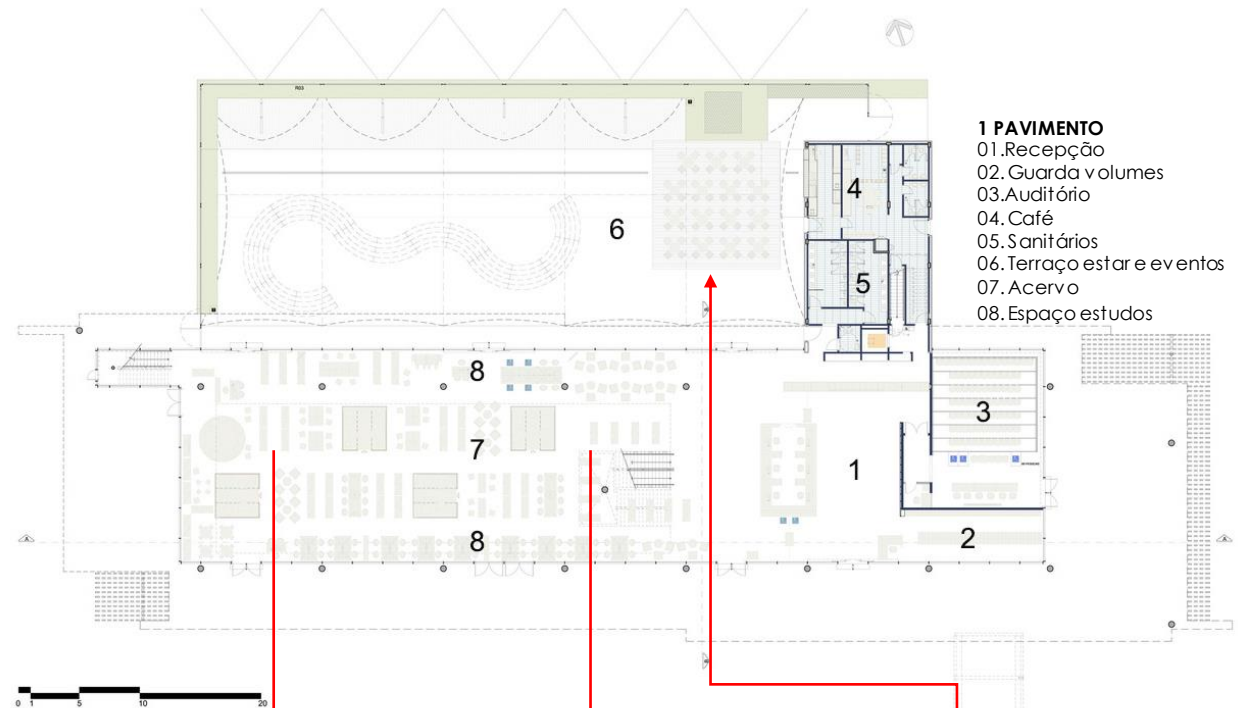 R03
1 PAVIMENTO
01.Recepção
02. Guarda volumes
03.Auditório
04. Café
05. Sanitários
06. Terraço estar e eventos
07. Acervo
08. Espaço estudos
4
6
5
8
3
7
1
8
2
0 1 5 10 20